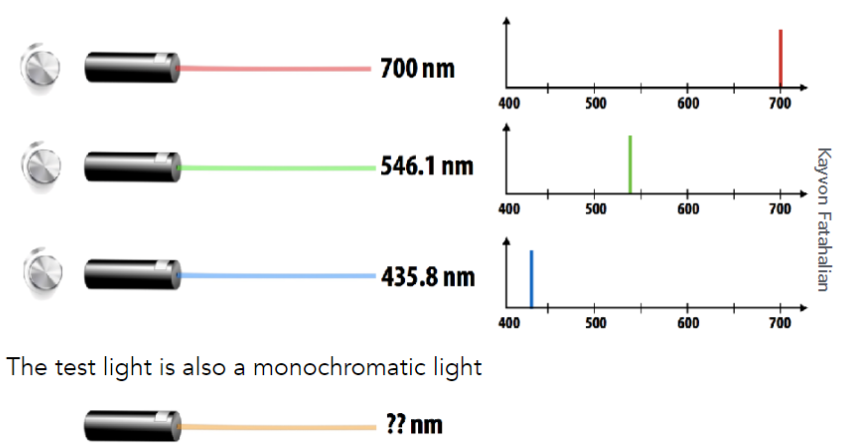 700 nm
400 500 600 700
546.1 nm
400 500 600 700
435.8 nm
400 500 600 700
Kayvon Fatahalian
The test light is also a monochromatic light
?? nm